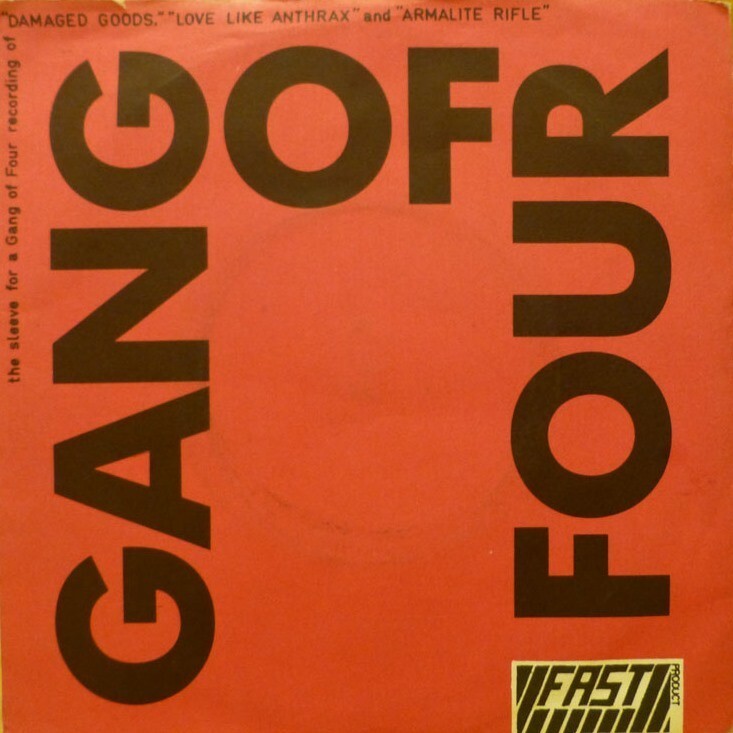 the sleeve for a Gang of Four recording of
"DAMAGED GOODS," "LOVE LIKE ANTHRAX" and "ARMALITE RIFLE"
GANG
OF
FOUR
FAST
PRODUCT